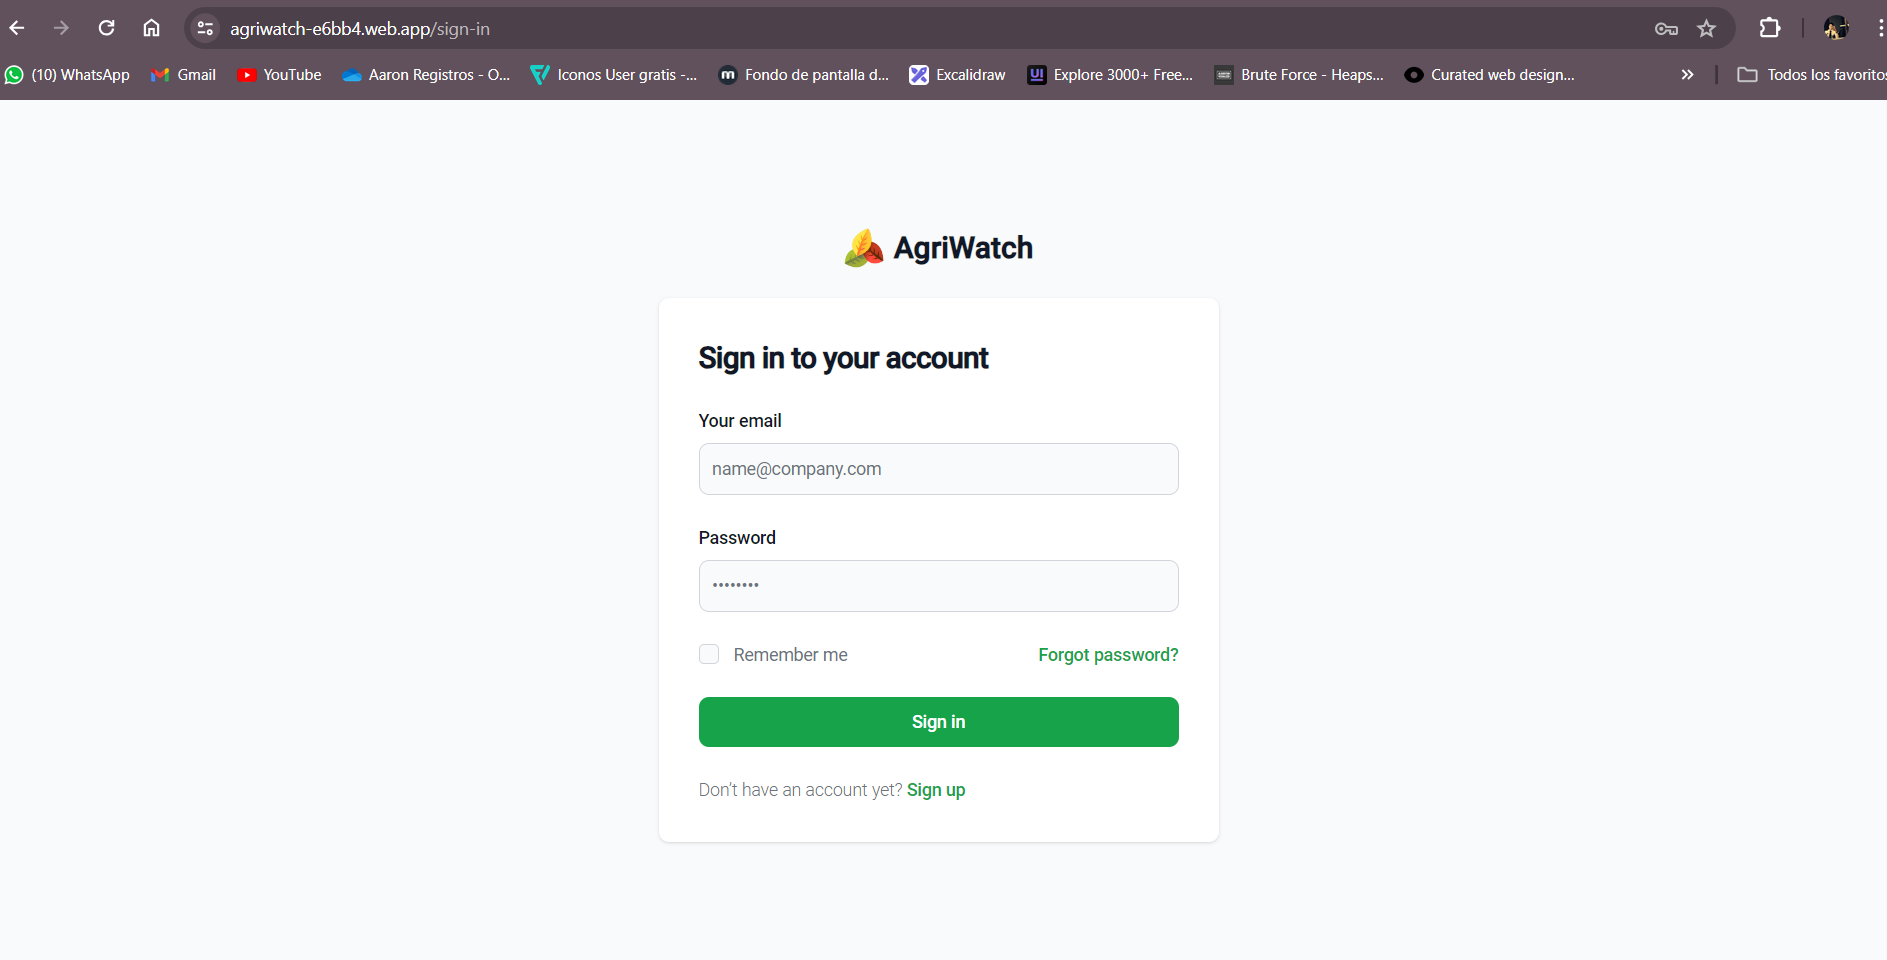 agriwatch-e6bb4.web.app/sign-in
(10) WhatsApp Gmail YouTube Aaron Registros - O... Iconos User gratis -... Fondo de pantalla d... Excalidraw Explore 3000+ Free... Brute Force - Heaps... Curated web design... Todos los favoritos
AgriWatch
Sign in to your account
Your email
name@company.com
Password
••••••••
Remember me Forgot password?
Sign in
Don't have an account yet? Sign up